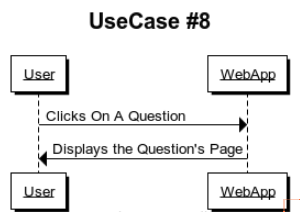 UseCase #8
User
WebApp
Clicks On A Question
Displays the Question's Page
User
WebApp